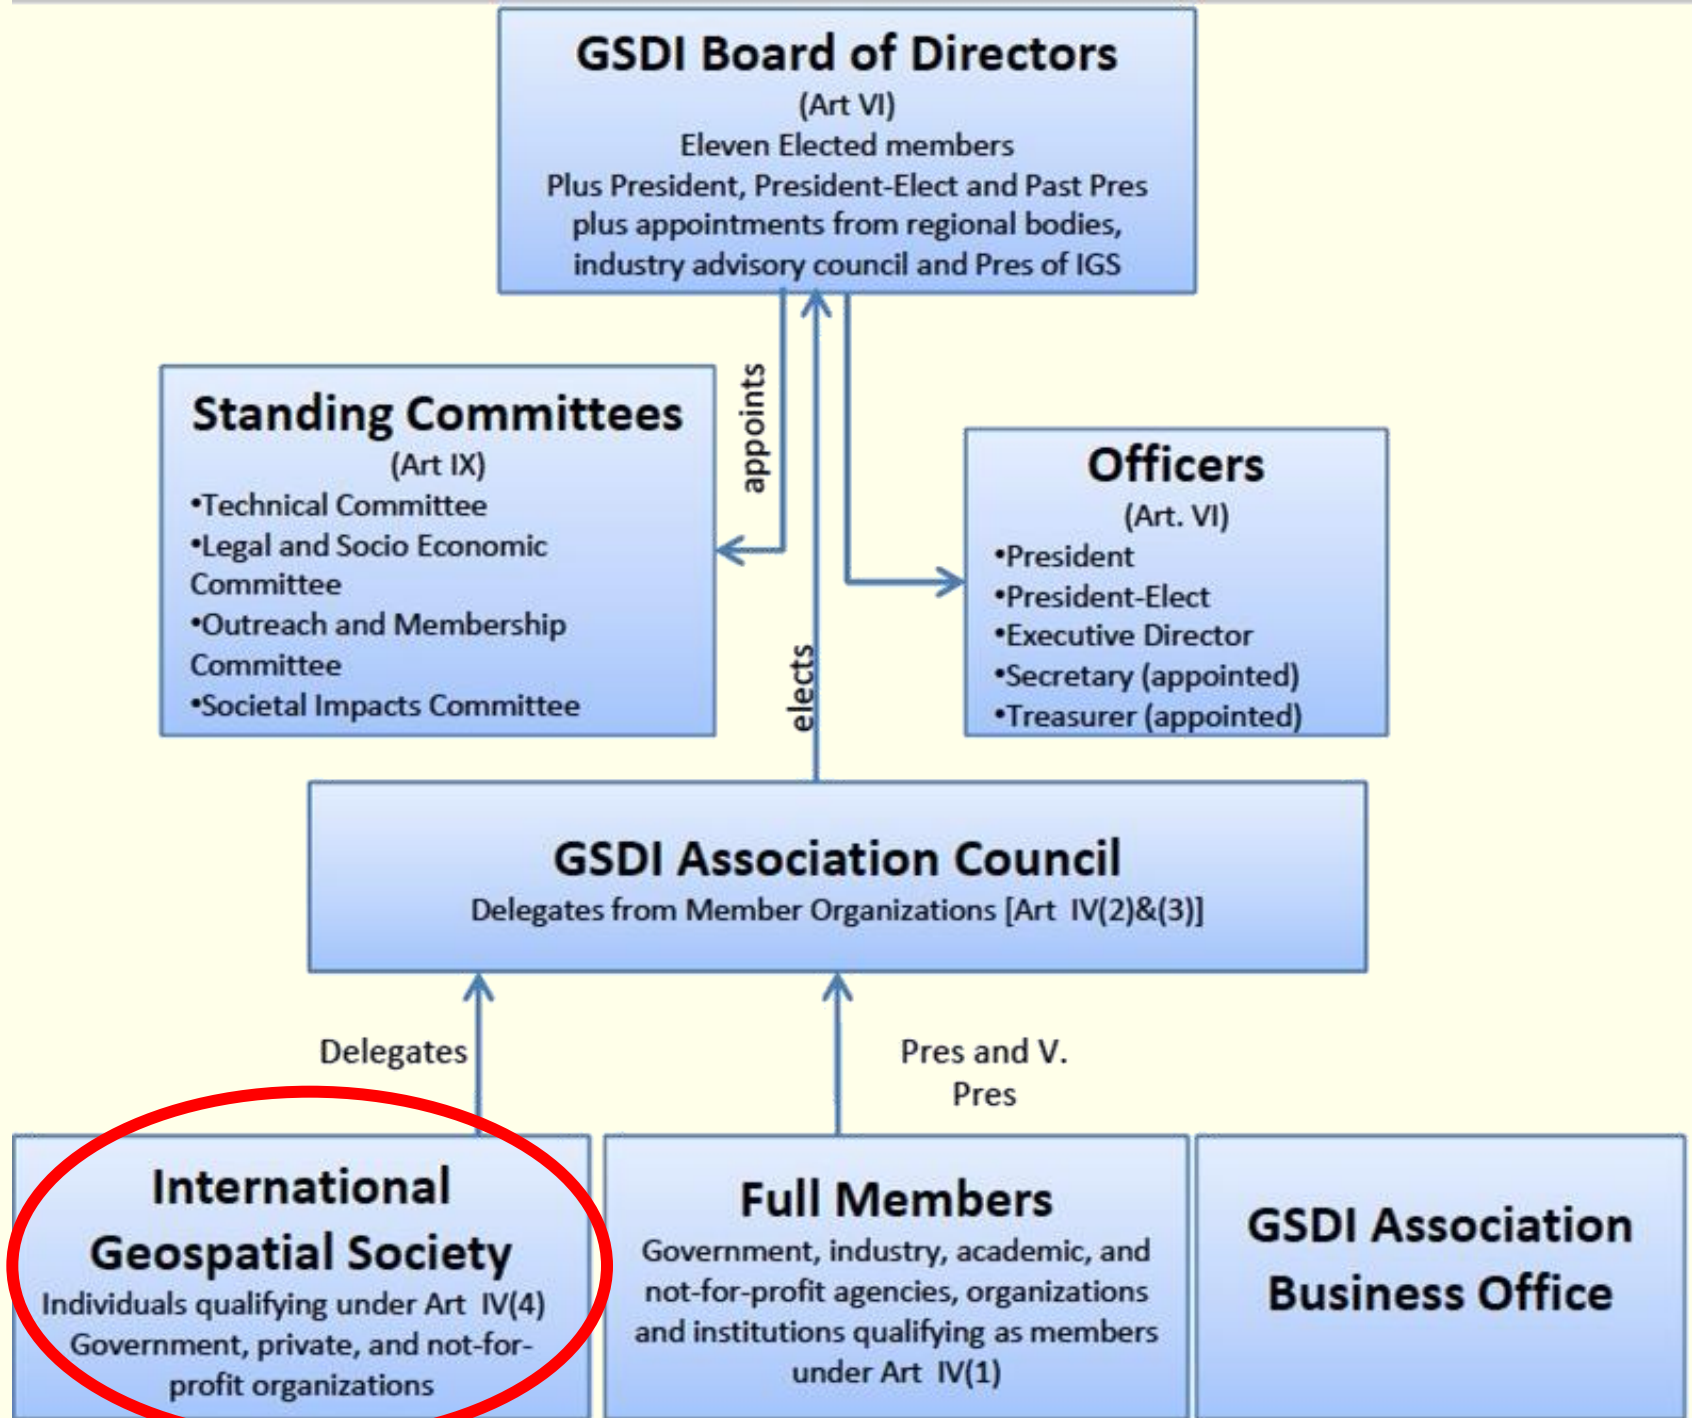 GSDI Board of Directors
(Art VI)
Eleven Elected members
Plus President, President-Elect and Past Pres
plus appointments from regional bodies,
industry advisory council and Pres of IGS
appoints
Standing Committees
(Art IX)
•Technical Committee
•Legal and Socio Economic
Committee
•Outreach and Membership
Committee
•Societal Impacts Committee
elects
Officers
(Art. VI)
•President
•President-Elect
•Executive Director
•Secretary (appointed)
•Treasurer (appointed)
GSDI Association Council
Delegates from Member Organizations [Art IV(2)&(3)]
Delegates
Pres and V.
Pres
International
Geospatial Society
Individuals qualifying under Art IV(4)
Government, private, and not-for-
profit organizations
Full Members
Government, industry, academic, and
not-for-profit agencies, organizations
and institutions qualifying as members
under Art IV(1)
GSDI Association
Business Office